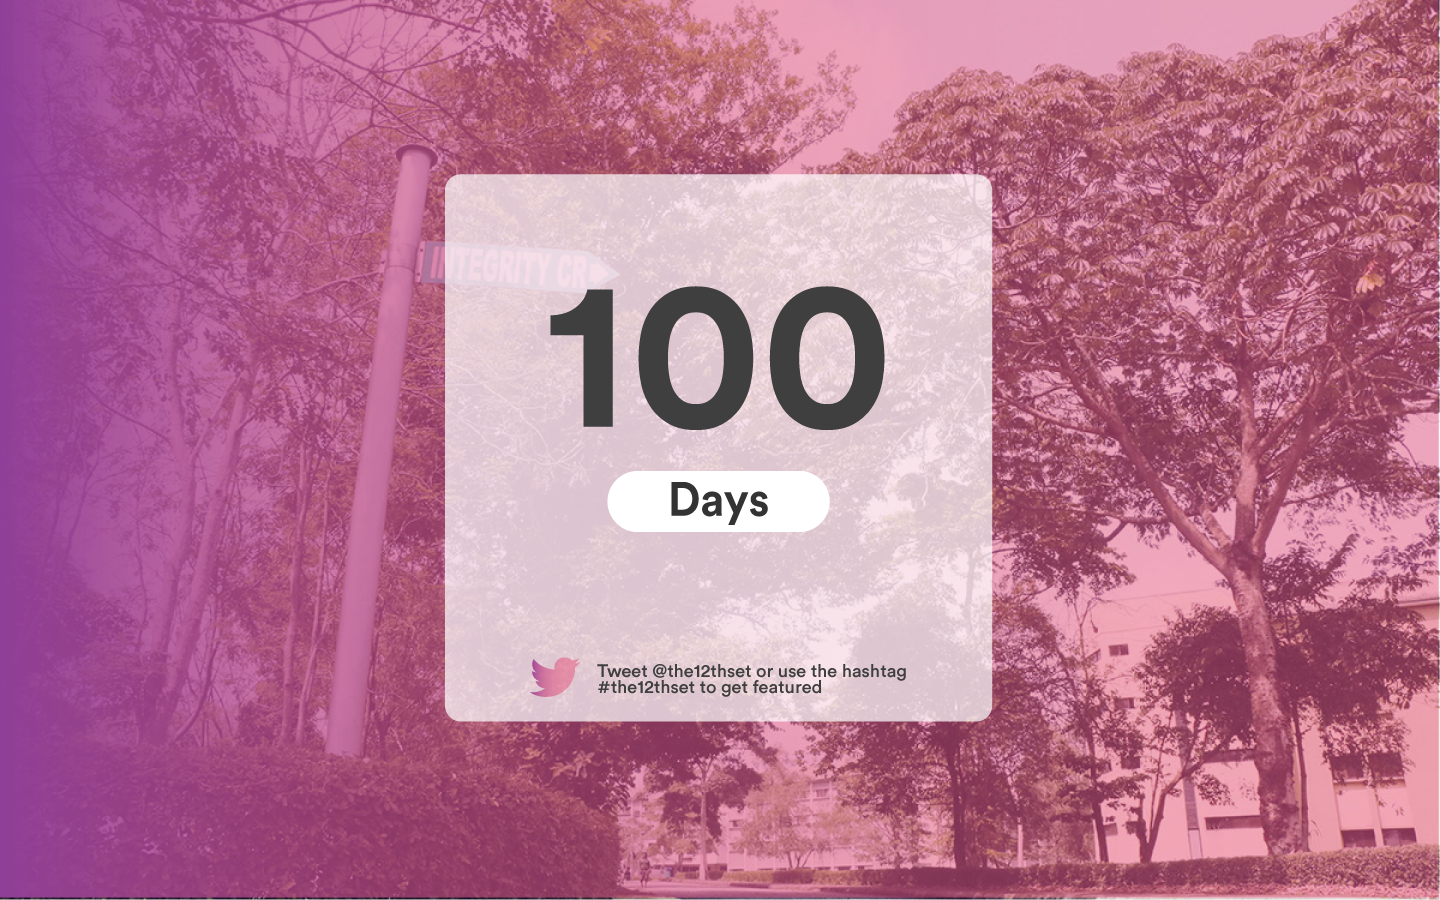 INTEGRITY CR
100
Days
Tweet @the12thset or use the hashtag
#the12thset to get featured